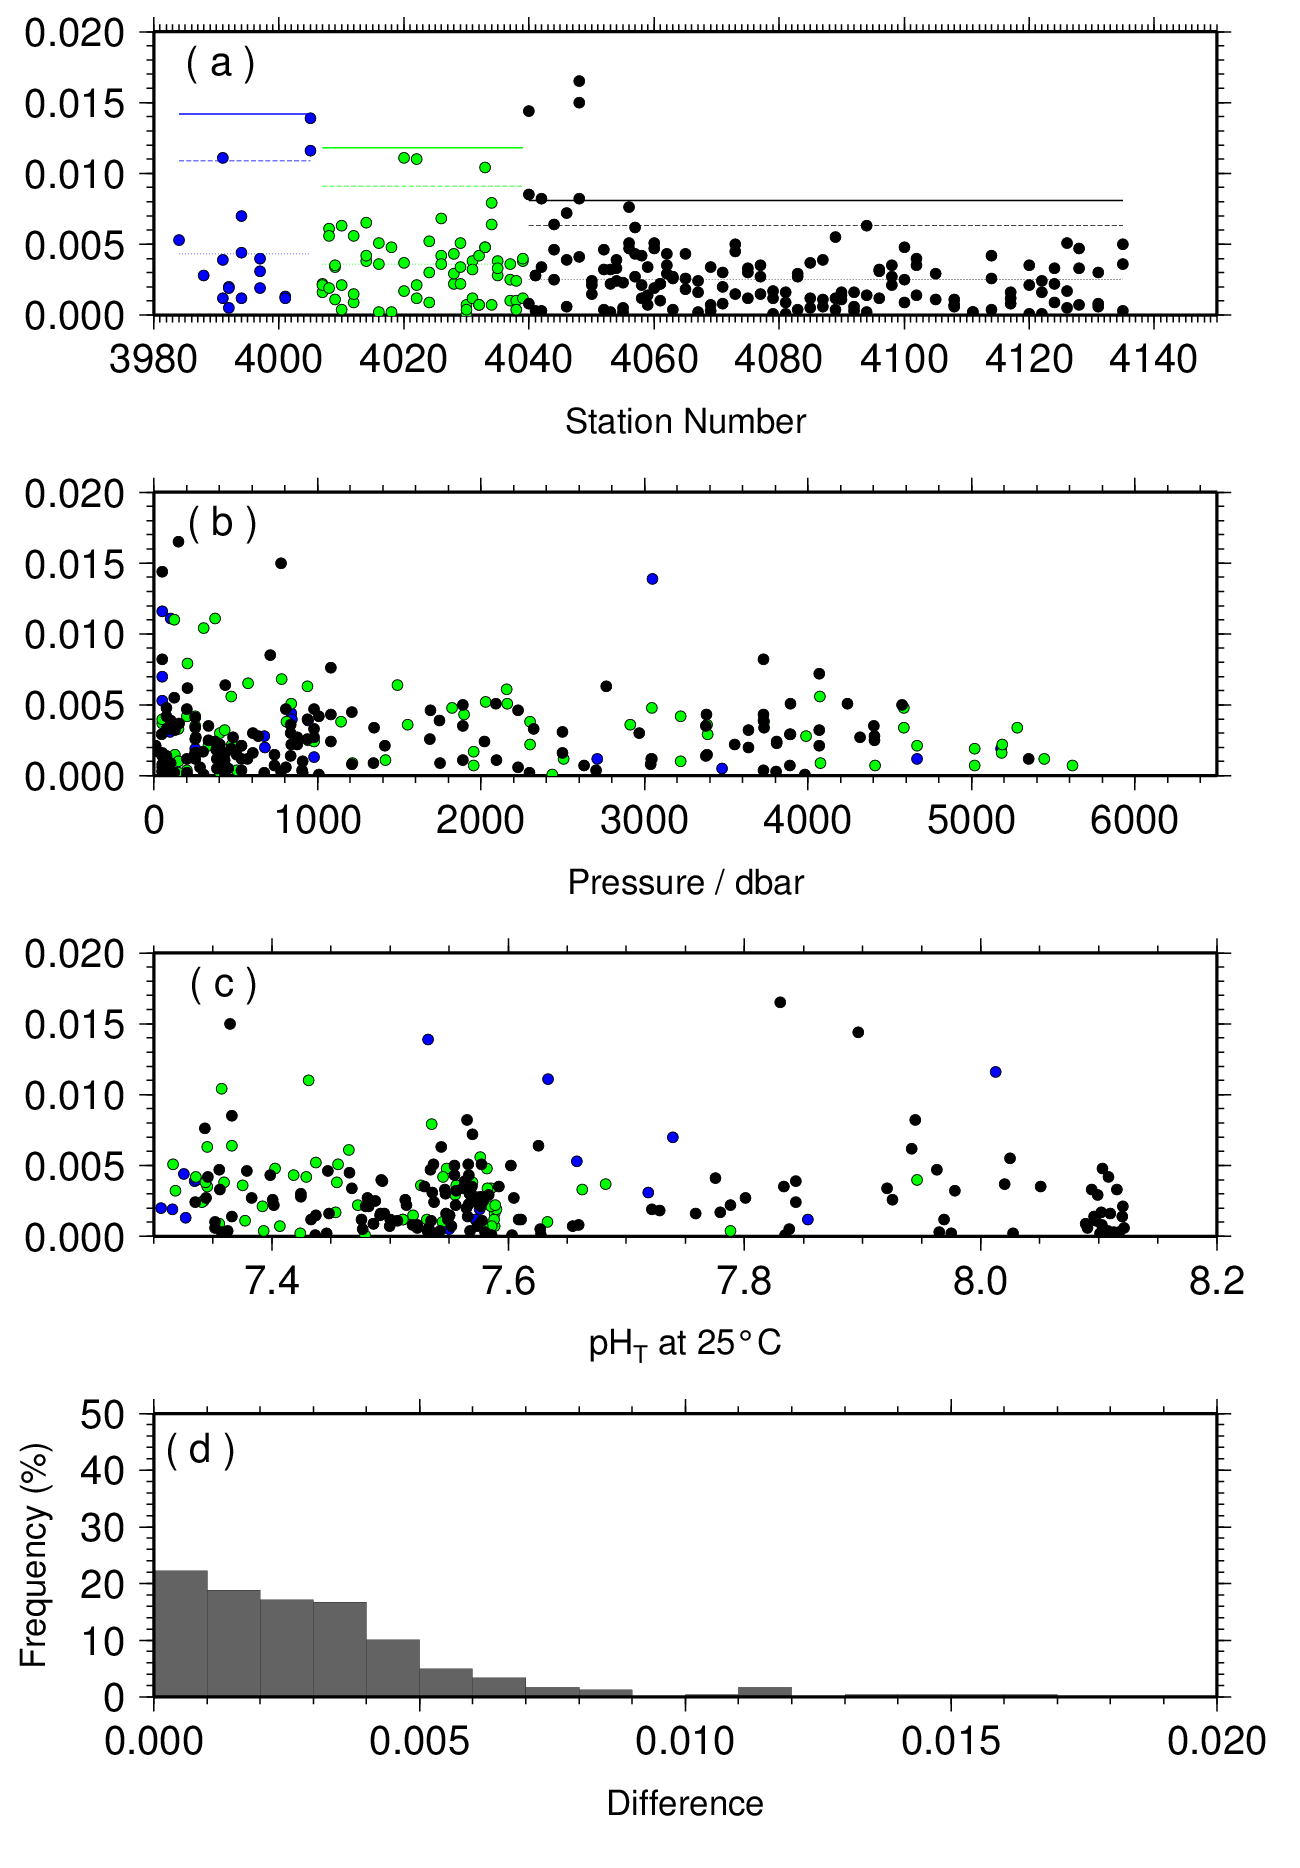 0.020
( a )
0.015
0.010
0.005
0.000
3980 4000 4020 4040 4060 4080 4100 4120 4140
Station Number
0.020
( b )
0.015
0.010
0.005
0.000
0 1000 2000 3000 4000 5000 6000
Pressure / dbar
0.020
( c )
0.015
0.010
0.005
0.000
7.4 7.6 7.8 8.0 8.2
pHT at 25°C
50
( d )
40
30
20
10
0
Frequency (%)
0.000 0.005 0.010 0.015 0.020
Difference